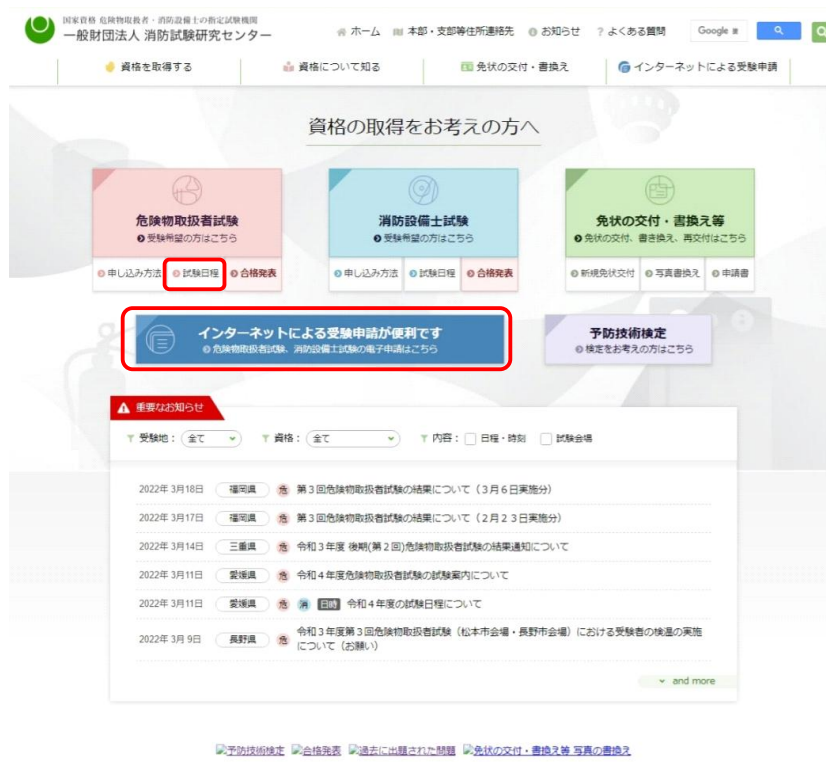 国家資格 危険物取扱者・消防設備士の指定試験機関
一般財団法人 消防試験研究センター
ホーム 本部・支部等住所連絡先 お知らせ ? よくある質問 Google
資格を取得する 資格について知る 免状の交付・書換え インターネットによる受験申請
資格の取得をお考えの方へ
危険物取扱者試験 消防設備士試験 免状の交付・書換え等
受験希望の方はこちら 受験希望の方はこちら 免状の交付、書き換え、再交付はこちら
申し込み方法 試験日程 合格発表 申し込み方法 試験日程 合格発表 新規免状交付 写真書換え 申請書
インターネットによる受験申請が便利です 予防技術検定
危険物取扱者試験、消防設備士試験の電子申請はこちら 検定をお考えの方はこちら
重要なお知らせ
受験地: 全て 資格: 全て 内容: 日程・時刻 試験会場
2022年 3月18日 福岡県 危 第3回危険物取扱者試験の結果について(3月6日実施分)
2022年 3月17日 福岡県 危 第3回危険物取扱者試験の結果について(2月23日実施分)
2022年 3月14日 三重県 危 令和3年度 後期(第2回)危険物取扱者試験の結果通知について
2022年 3月11日 愛媛県 危 令和4年度危険物取扱者試験の試験案内について
2022年 3月11日 愛媛県 危 消 日時 令和4年度の試験日程について
2022年 3月 9日 長野県 危 令和3年度第3回危険物取扱者試験(松本市会場・長野市会場)における受験者の検温の実施
について(お願い)
and more
予防技術検定 合格発表 過去に出題された問題 免状の交付・書換え等 写真の書換え